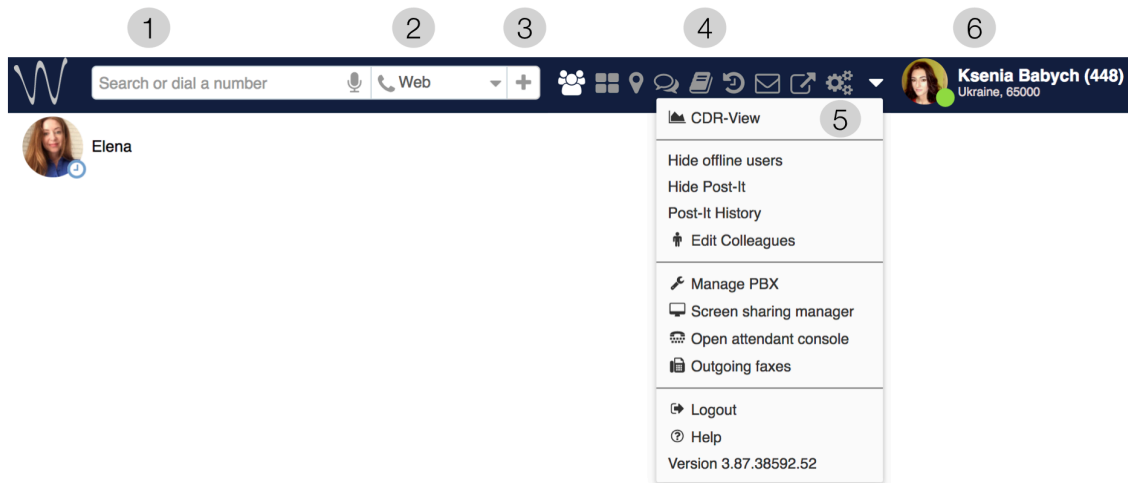 1 2 3 4 6
Search or dial a number Web Ksenia Babych (448)
Ukraine, 65000
Elena
CDR-View 5
Hide offline users
Hide Post-It
Post-It History
Edit Colleagues
Manage PBX
Screen sharing manager
Open attendant console
Outgoing faxes
Logout
Help
Version 3.87.38592.52